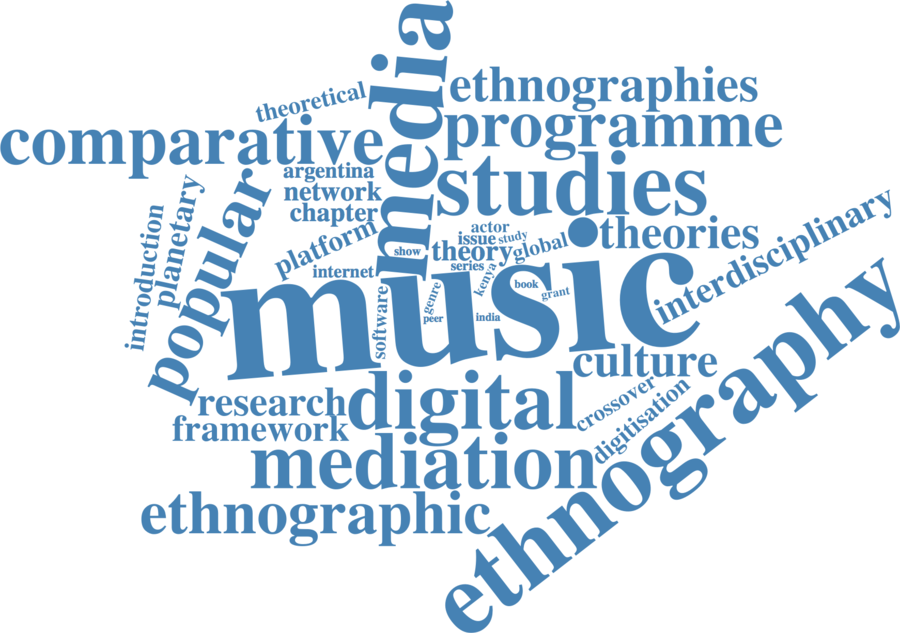 media
ethnographies
theoretical
programme
comparative
argentina
studies
network
chapter
popular
planetary
introduction
platform
actor
issue
study
theories
interdisciplinary
show
theory
global
series
internet
kenya
book
grant
genre
software
peer
india
music
culture
ethnography
digital
research
crossover
digitisation
framework
mediation
ethnographic